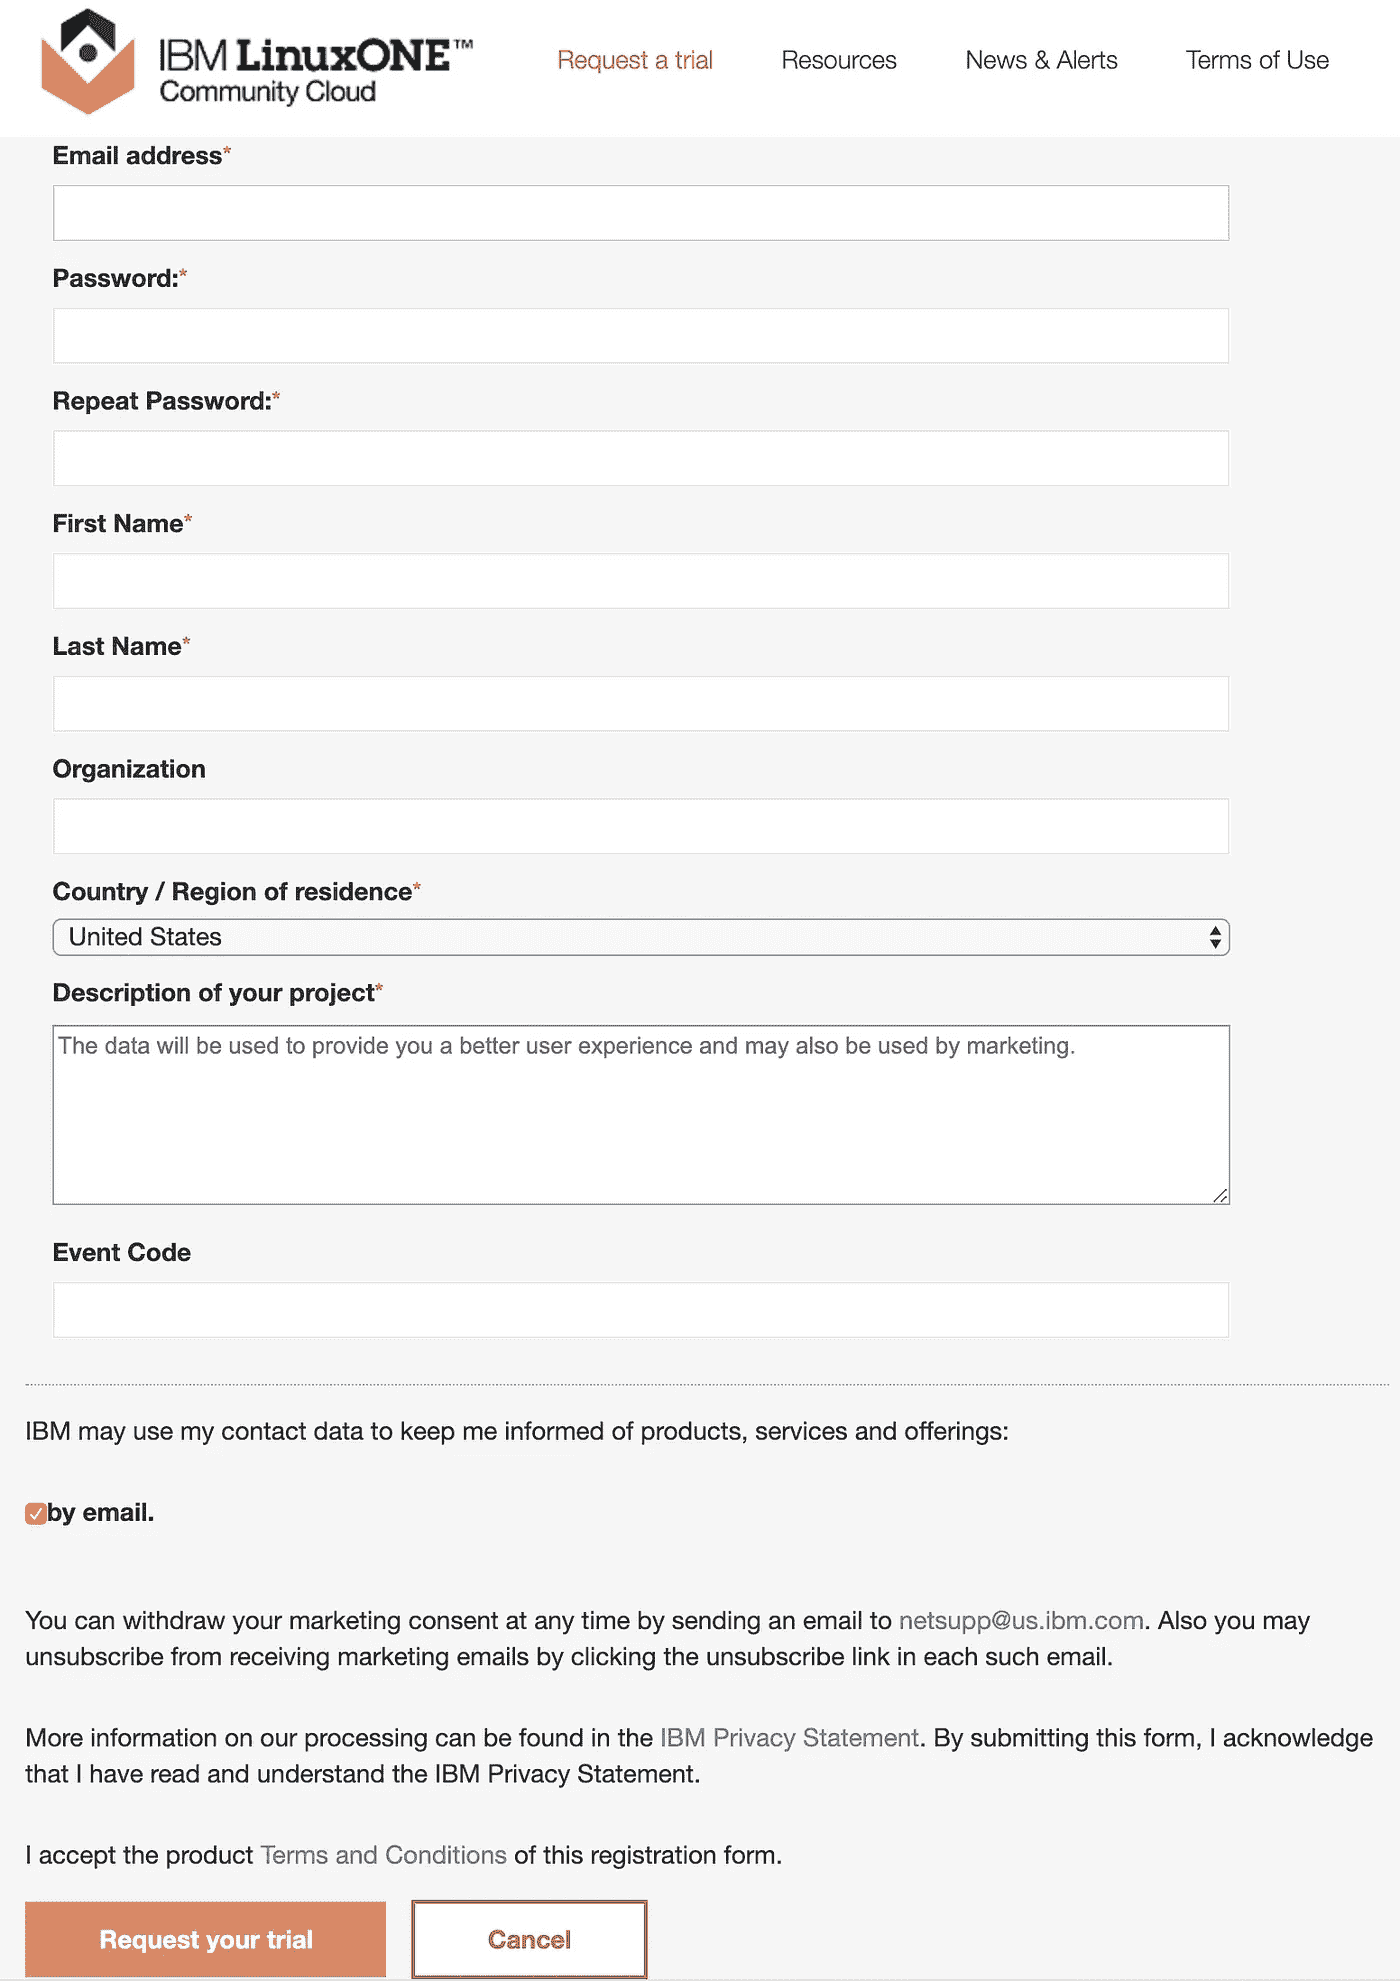 IBM LinuxONE™
Community Cloud
Request a trial
Resources
News & Alerts
Terms of Use
Email address*
Password:*
Repeat Password:*
First Name*
Last Name*
Organization
Country / Region of residence*
United States
Description of your project*
The data will be used to provide you a better user experience and may also be used by marketing.
Event Code
IBM may use my contact data to keep me informed of products, services and offerings:
by email.
You can withdraw your marketing consent at any time by sending an email to netsupp@us.ibm.com. Also you may
unsubscribe from receiving marketing emails by clicking the unsubscribe link in each such email.
More information on our processing can be found in the IBM Privacy Statement. By submitting this form, I acknowledge
that I have read and understand the IBM Privacy Statement.
I accept the product Terms and Conditions of this registration form.
Request your trial
Cancel